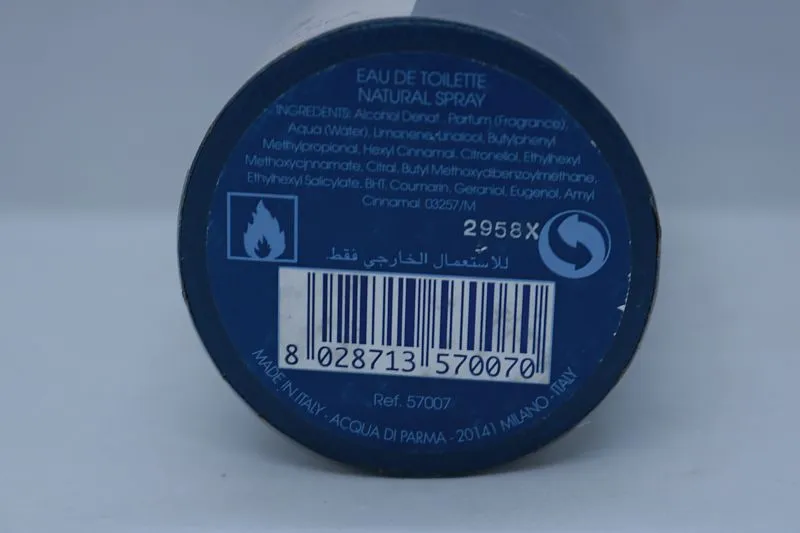 EAU DE TOILETTE
NATURAL SPRAY
INGREDIENTS: Alcohol Denat., Parfum (Fragrance),
Aqua (Water), Limonene, Linalool, Butylphenyl
Methylpropional, Hexyl Cinnamal, Citronellol, Ethylhexyl
Methoxycinnamate, Citral, Butyl Methoxydibenzoylmethane,
Ethylhexyl Salicylate, BHT, Coumarin, Geraniol, Eugenol, Amyl
Cinnamal. 03257/M
2958X
للاستعمال الخارجي فقط.
8 028713 570070
Ref. 57007
MADE IN ITALY - ACQUA DI PARMA - 20141 MILANO - ITALY